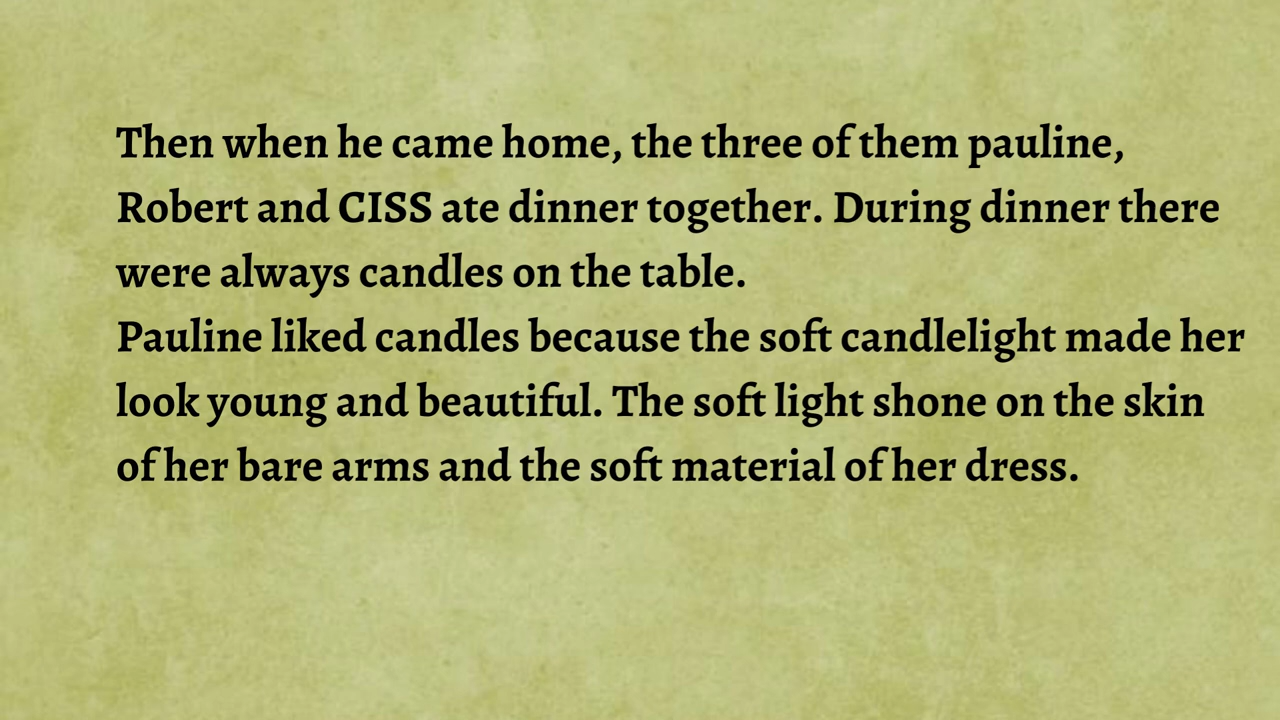 Then when he came home, the three of them pauline,
Robert and CISS ate dinner together. During dinner there
were always candles on the table.
Pauline liked candles because the soft candlelight made her
look young and beautiful. The soft light shone on the skin
of her bare arms and the soft material of her dress.